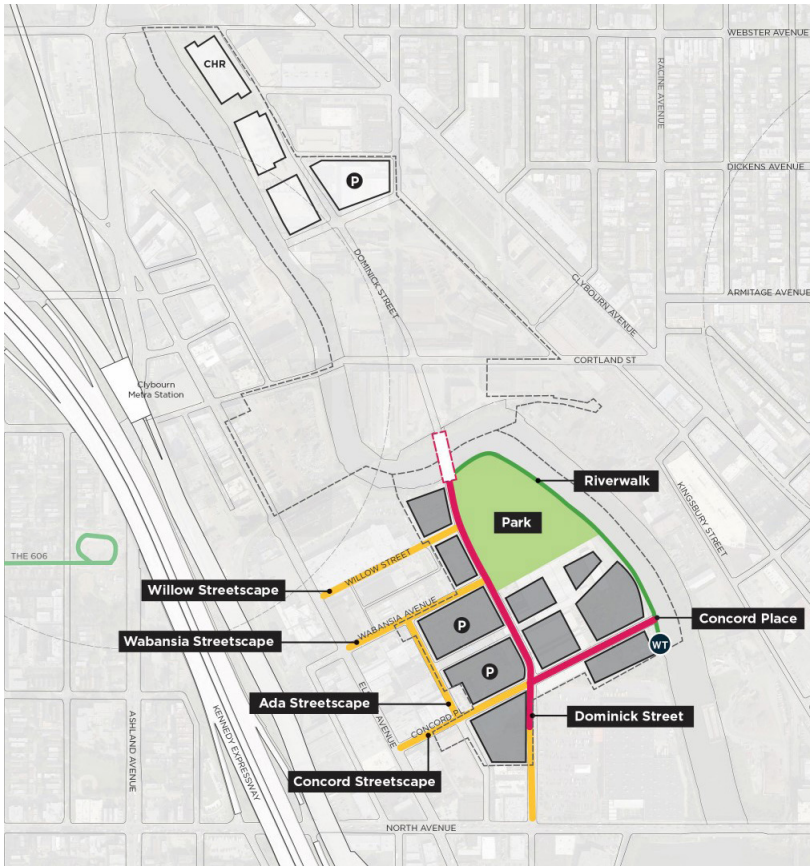 WEBSTER AVENUE
CHR
RACINE AVENUE
DICKENS AVENUE
P
DOMINICK STREET
CLYBOURN AVENUE
ARMITAGE AVENUE
CORTLAND ST
Clybourn
Metra Station
Riverwalk
KINGSBURY STREET
Park
THE 606
WILLOW STREET
Willow Streetscape
WABANSIA AVENUE
Concord Place
Wabansia Streetscape
P
WT
P
Ada Streetscape
CONCORD P
Dominick Street
ASHLAND AVENUE
KENNEDY EXPRESSWAY
Concord Streetscape
NORTH AVENUE